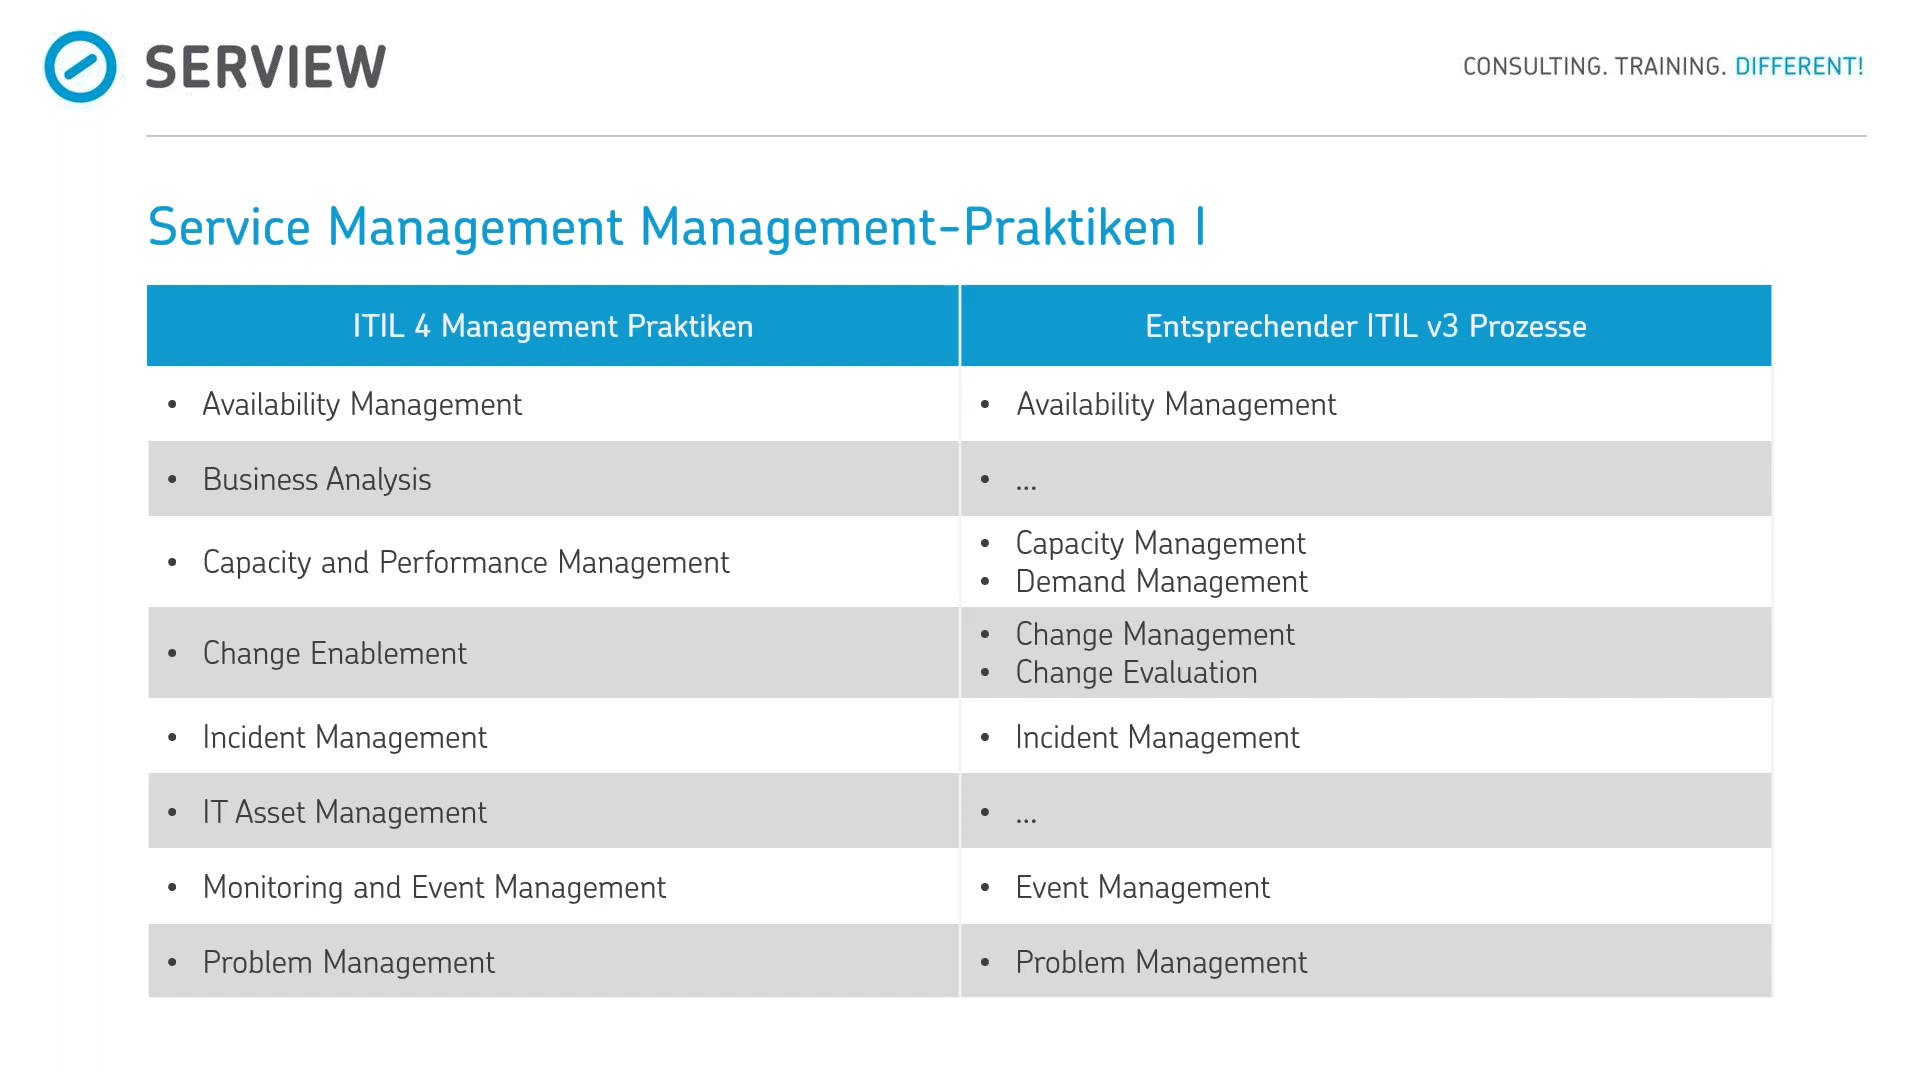 SERVIEW
CONSULTING. TRAINING. DIFFERENT!
Service Management Management-Praktiken I
ITIL 4 Management Praktiken
Entsprechender ITIL v3 Prozesse
• Availability Management
• Availability Management
• Business Analysis
• ...
• Capacity and Performance Management
• Capacity Management
• Demand Management
• Change Enablement
• Change Management
• Change Evaluation
• Incident Management
• Incident Management
• IT Asset Management
• ...
• Monitoring and Event Management
• Event Management
• Problem Management
• Problem Management